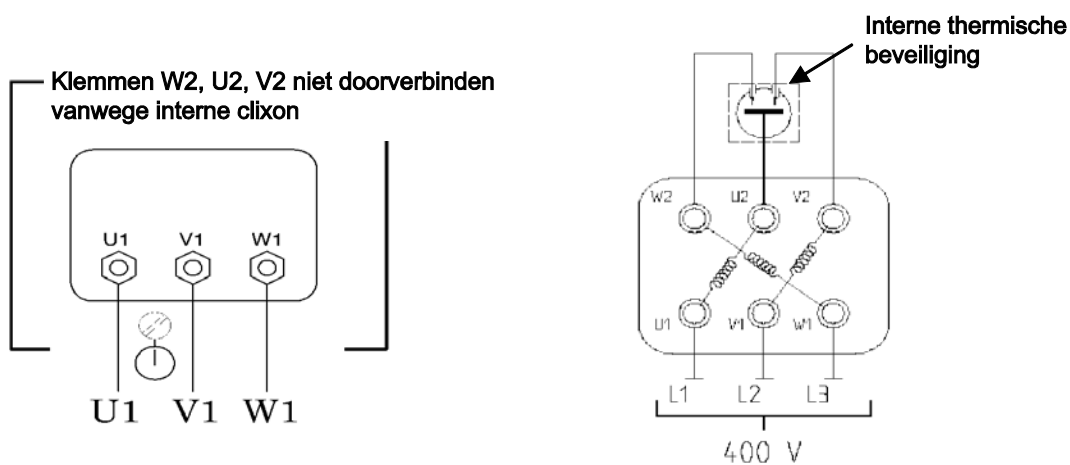 Klemmen W2, U2, V2 niet doorverbinden
vanwege interne clixon
U1 V1 W1
U1 V1 W1
Interne thermische
beveiliging
W2 U2 V2
U1 V1 W1
L1 L2 L3
400 V